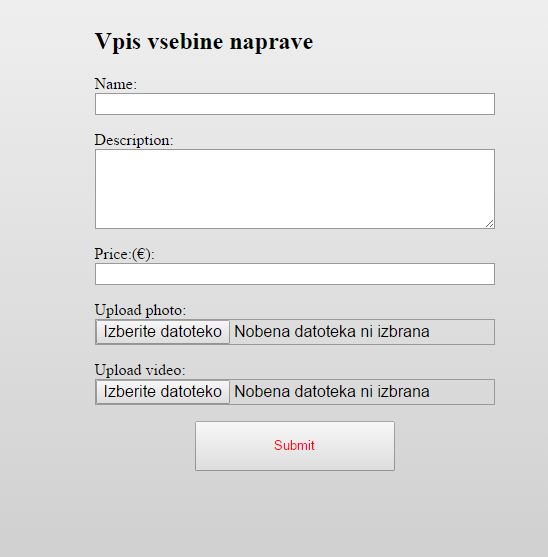 Vpis vsebine naprave
Name:
Description:
Price:(€):
Upload photo:
Izberite datoteko Nobena datoteka ni izbrana
Upload video:
Izberite datoteko Nobena datoteka ni izbrana
Submit